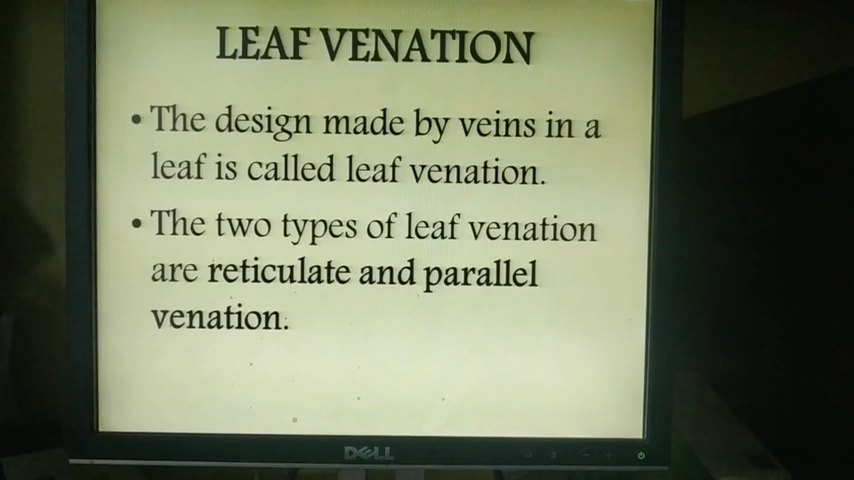 LEAF VENATION
• The design made by veins in a
leaf is called leaf venation.
• The two types of leaf venation
are reticulate and parallel
venation.
DELL